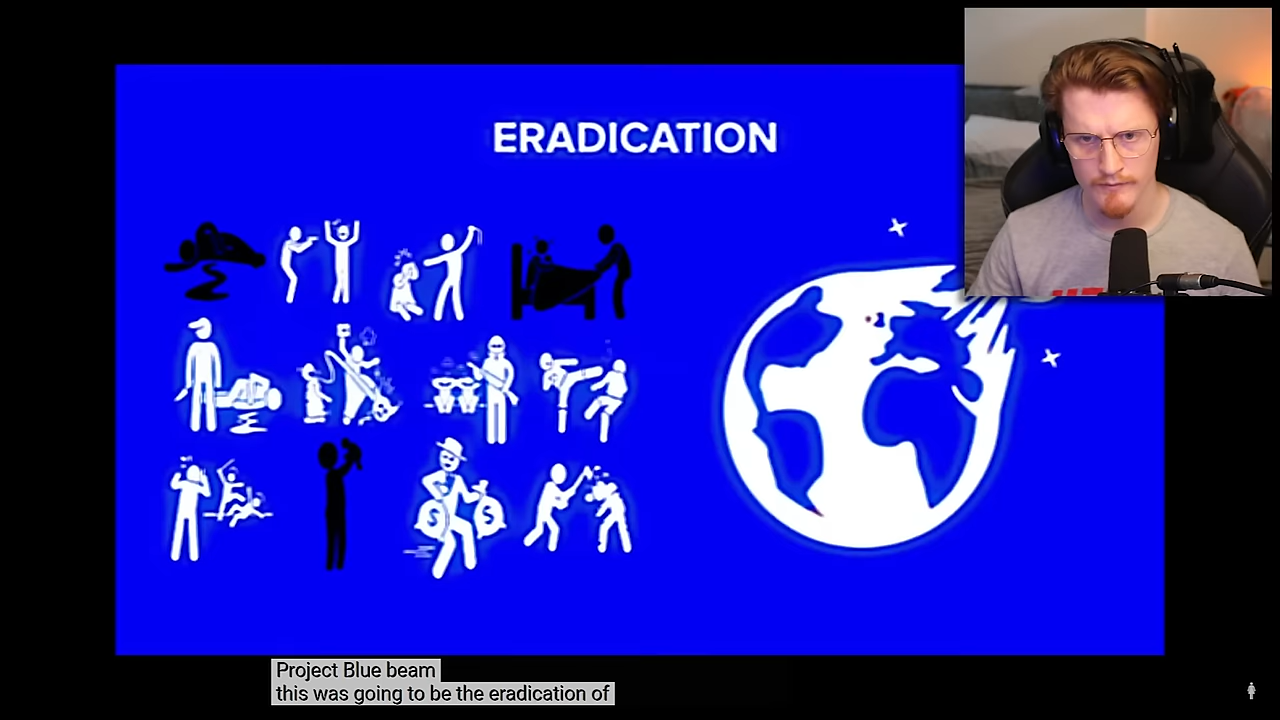 ERADICATION
Project Blue beam
this was going to be the eradication of